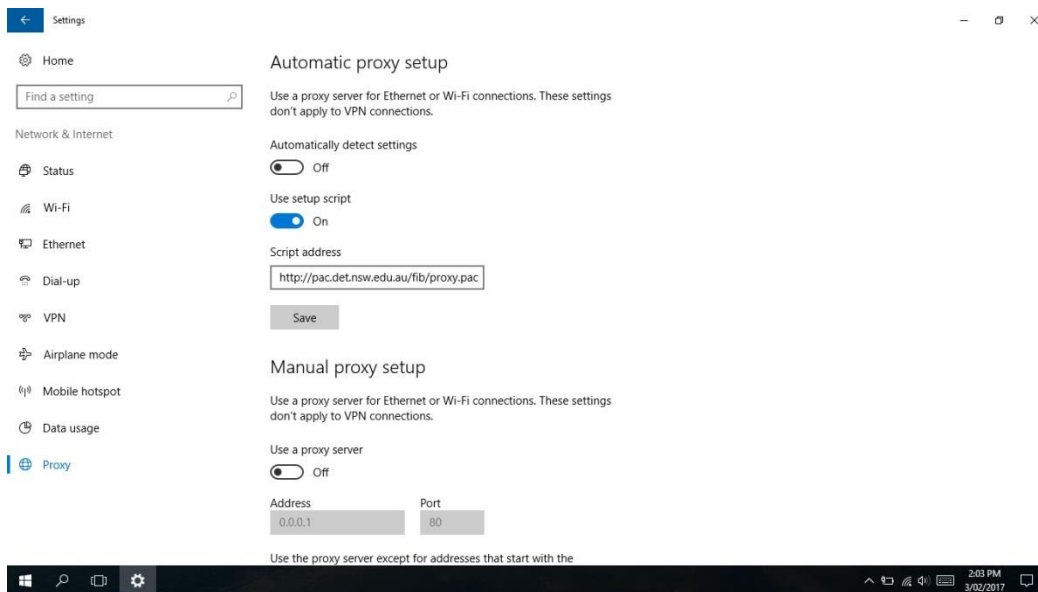 Settings
Home
Find a setting
Network & Internet
Status
Wi-Fi
Ethernet
Dial-up
VPN
Airplane mode
Mobile hotspot
Data usage
Proxy
Automatic proxy setup
Use a proxy server for Ethernet or Wi-Fi connections. These settings
don't apply to VPN connections.
Automatically detect settings
Off
Use setup script
On
Script address
http://pac.det.nsw.edu.au/fib/proxy.pac
Save
Manual proxy setup
Use a proxy server for Ethernet or Wi-Fi connections. These settings
don't apply to VPN connections.
Use a proxy server
Off
Address Port
0.0.0.1 80
Use the proxy server except for addresses that start with the
2:03 PM
3/02/2017